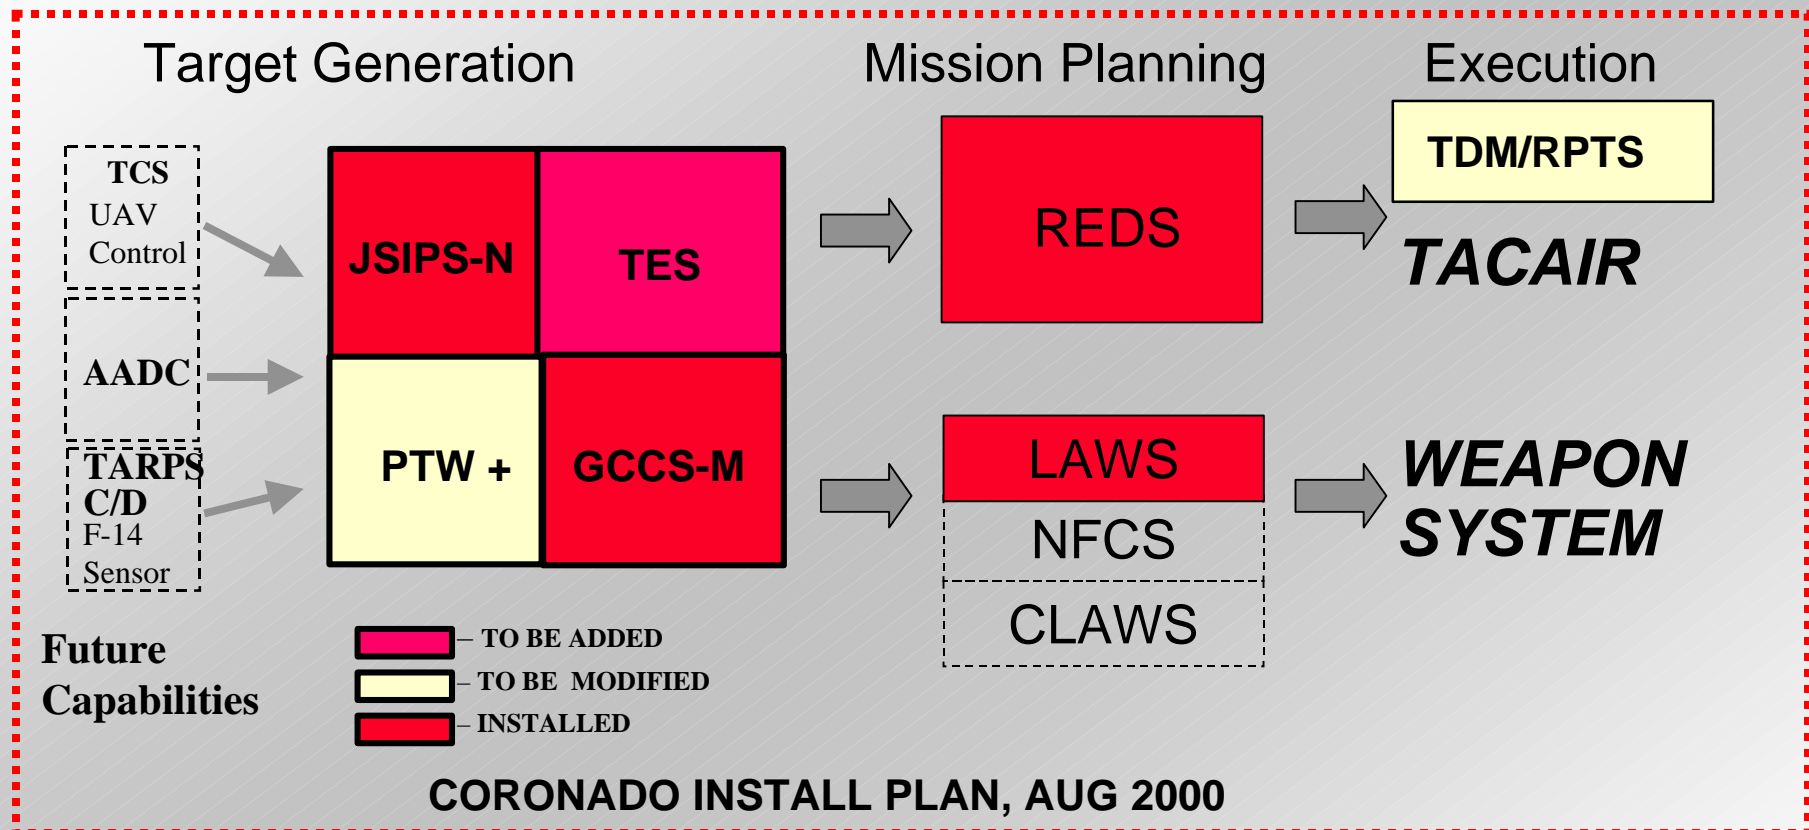 Target Generation
Mission Planning
Execution
TCS
UAV
Control
AADC
TARPS
C/D
F-14
Sensor
JSIPS-N
TES
PTW +
GCCS-M
REDS
LAWS
NFCS
CLAWS
TDM/RPTS
TACAIR
WEAPON
SYSTEM
Future
Capabilities
– TO BE ADDED
– TO BE MODIFIED
– INSTALLED
CORONADO INSTALL PLAN, AUG 2000